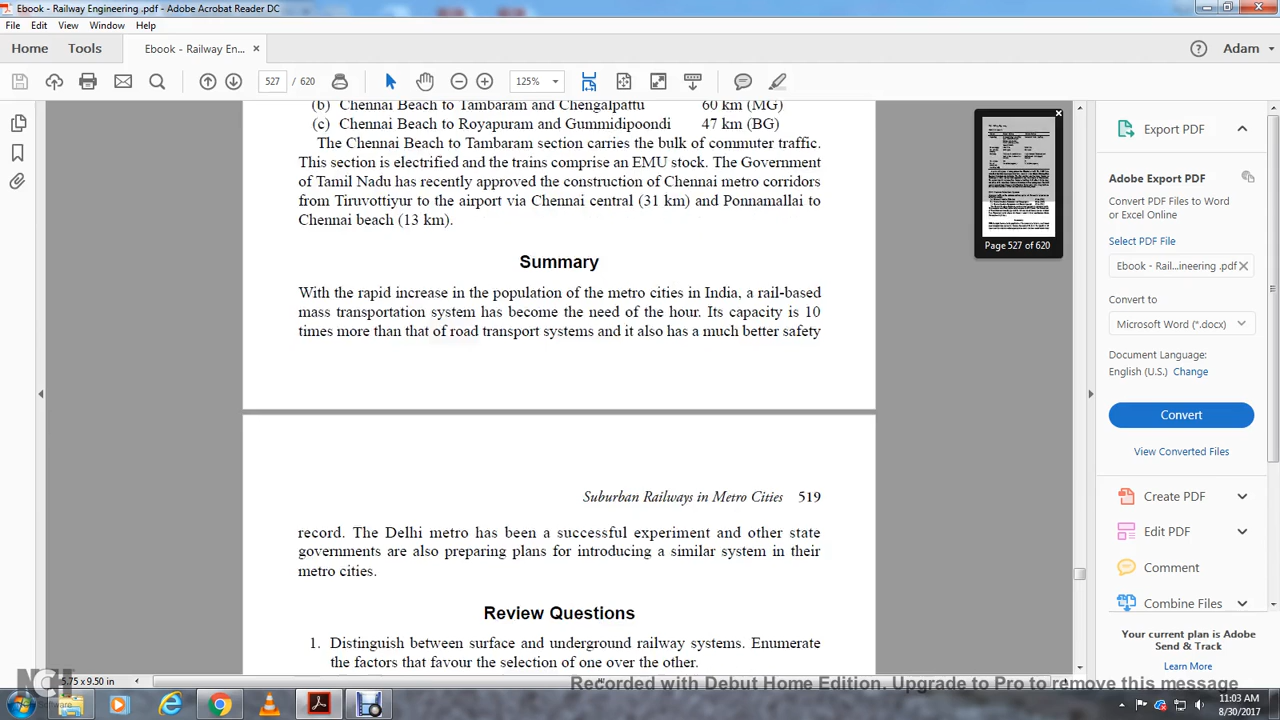 Ebook - Railway Engineering .pdf - Adobe Acrobat Reader DC
File Edit View Window Help
Home Tools Ebook - Railway En... × Adam
527 / 620 125%
(b) Chennai Beach to Tambaram and Chengalpattu 60 km (MG)
(c) Chennai Beach to Royapuram and Gummidipoondi 47 km (BG)
The Chennai Beach to Tambaram section carries the bulk of commuter traffic.
This section is electrified and the trains comprise an EMU stock. The Government
of Tamil Nadu has recently approved the construction of Chennai metro corridors
from Tiruvottiyur to the airport via Chennai central (31 km) and Ponnamallai to
Chennai beach (13 km).
Summary
With the rapid increase in the population of the metro cities in India, a rail-based
mass transportation system has become the need of the hour. Its capacity is 10
times more than that of road transport systems and it also has a much better safety
Suburban Railways in Metro Cities 519
record. The Delhi metro has been a successful experiment and other state
governments are also preparing plans for introducing a similar system in their
metro cities.
Review Questions
1. Distinguish between surface and underground railway systems. Enumerate
the factors that favour the selection of one over the other.
5.75 x 9.50 in
Page 527 of 620
Export PDF
Adobe Export PDF
Convert PDF Files to Word
or Excel Online
Select PDF File
Ebook - Rail...ineering .pdf ×
Convert to
Microsoft Word (*.docx)
Document Language:
English (U.S.) Change
Convert
View Converted Files
Create PDF
Edit PDF
Comment
Combine Files
Your current plan is Adobe
Send & Track
Learn More
NCH
Software
Recorded with Debut Home Edition. Upgrade to Pro to remove this message
11:03 AM
8/30/2017